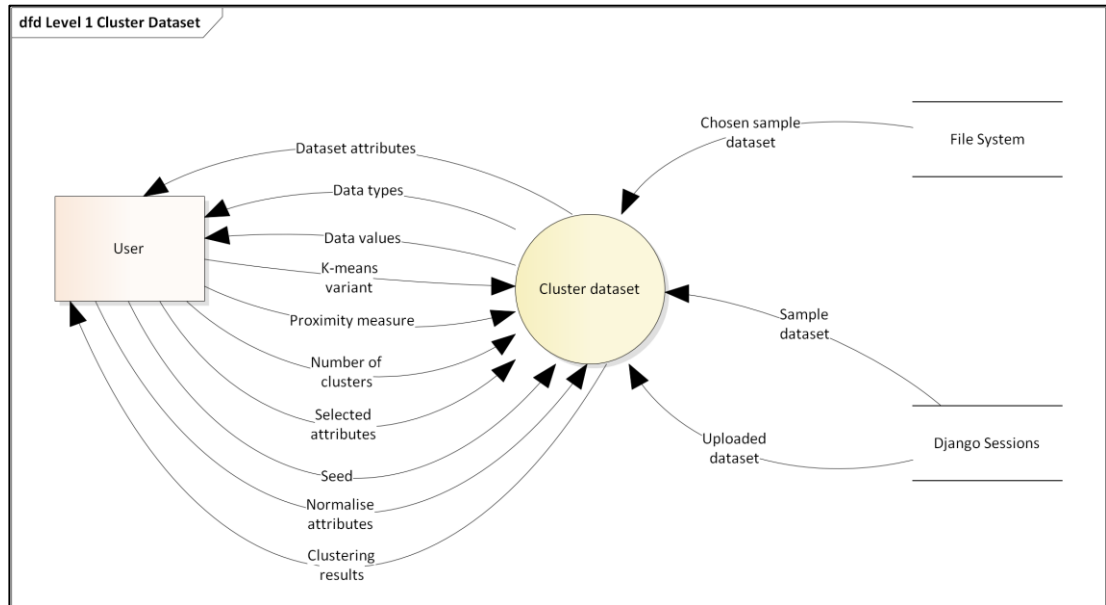 dfd Level 1 Cluster Dataset
Chosen sample
dataset
File System
Dataset attributes
Data types
User
Data values
K-means
variant
Cluster dataset
Proximity measure
Sample
dataset
Number of
clusters
Selected
attributes
Uploaded
dataset
Django Sessions
Seed
Normalise
attributes
Clustering
results